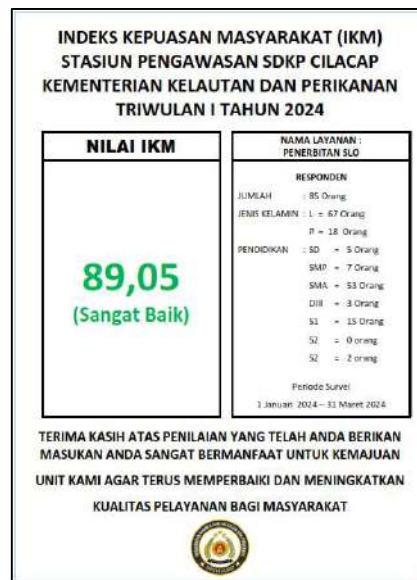 INDEKS KEPUASAN MASYARAKAT (IKM)
STASIUN PENGAWASAN SDKP CILACAP
KEMENTERIAN KELAUTAN DAN PERIKANAN
TRIWULAN I TAHUN 2024
NILAI IKM
89,05
(Sangat Baik)
NAMA LAYANAN :
PENERBITAN SLO
RESPONDEN
JUMLAH : 85 Orang
JENIS KELAMIN : L = 67 Orang
P = 18 Orang
PENDIDIKAN : SD = 5 Orang
SMP = 7 Orang
SMA = 53 Orang
DIII = 3 Orang
S1 = 15 Orang
S2 = 0 orang
S2 = 2 orang
Periode Survei
1 Januari 2024 – 31 Maret 2024
TERIMA KASIH ATAS PENILAIAN YANG TELAH ANDA BERIKAN
MASUKAN ANDA SANGAT BERMANFAAT UNTUK KEMAJUAN
UNIT KAMI AGAR TERUS MEMPERBAIKI DAN MENINGKATKAN
KUALITAS PELAYANAN BAGI MASYARAKAT